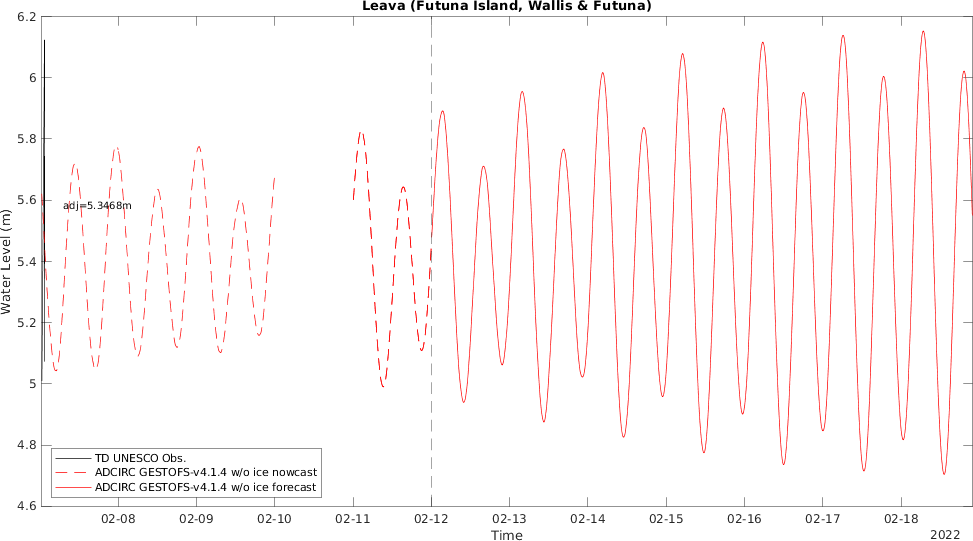 Leava (Futuna Island, Wallis & Futuna)
6.2
6
5.8
5.6
5.4
5.2
5
4.8
4.6
Water Level (m)
adj=5.3468m
TD UNESCO Obs.
ADCIRC GESTOFS-v4.1.4 w/o ice nowcast
ADCIRC GESTOFS-v4.1.4 w/o ice forecast
02-08 02-09 02-10 02-11 02-12 02-13 02-14 02-15 02-16 02-17 02-18
Time
2022